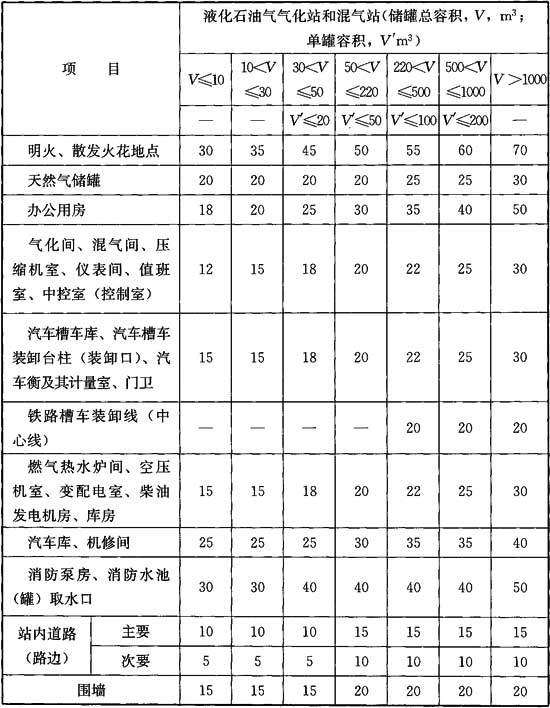 液化石油气气化站和混气站(储罐总容积，V，m³；
单罐容积，V′m³)
项 目
V≤10
10<V
≤30
30<V
≤50
50<V
≤220
220<V
≤500
500<V
≤1000
V>1000
— — V′≤20 V′≤50 V′≤100 V′≤200 —
明火、散发火花地点 30 35 45 50 55 60 70
天然气储罐 20 20 20 20 25 25 30
办公用房 18 20 25 30 35 40 50
气化间、混气间、压
缩机室、仪表间、值班
室、中控室（控制室）
12 15 18 20 22 25 30
汽车槽车库、汽车槽车
装卸台柱（装卸口）、汽
车衡及其计量室、门卫
15 15 18 20 22 25 30
铁路槽车装卸线（中
心线）
— — — — 20 20 20
燃气热水炉间、空压
机室、变配电室、柴油
发电机房、库房
15 15 18 20 22 25 30
汽车库、机修间 25 25 25 30 35 35 40
消防泵房、消防水池
（罐）取水口
30 30 40 40 40 40 50
站内道路
（路边）
主要 10 10 10 15 15 15 15
次要 5 5 5 10 10 10 10
围墙 15 15 15 20 20 20 20